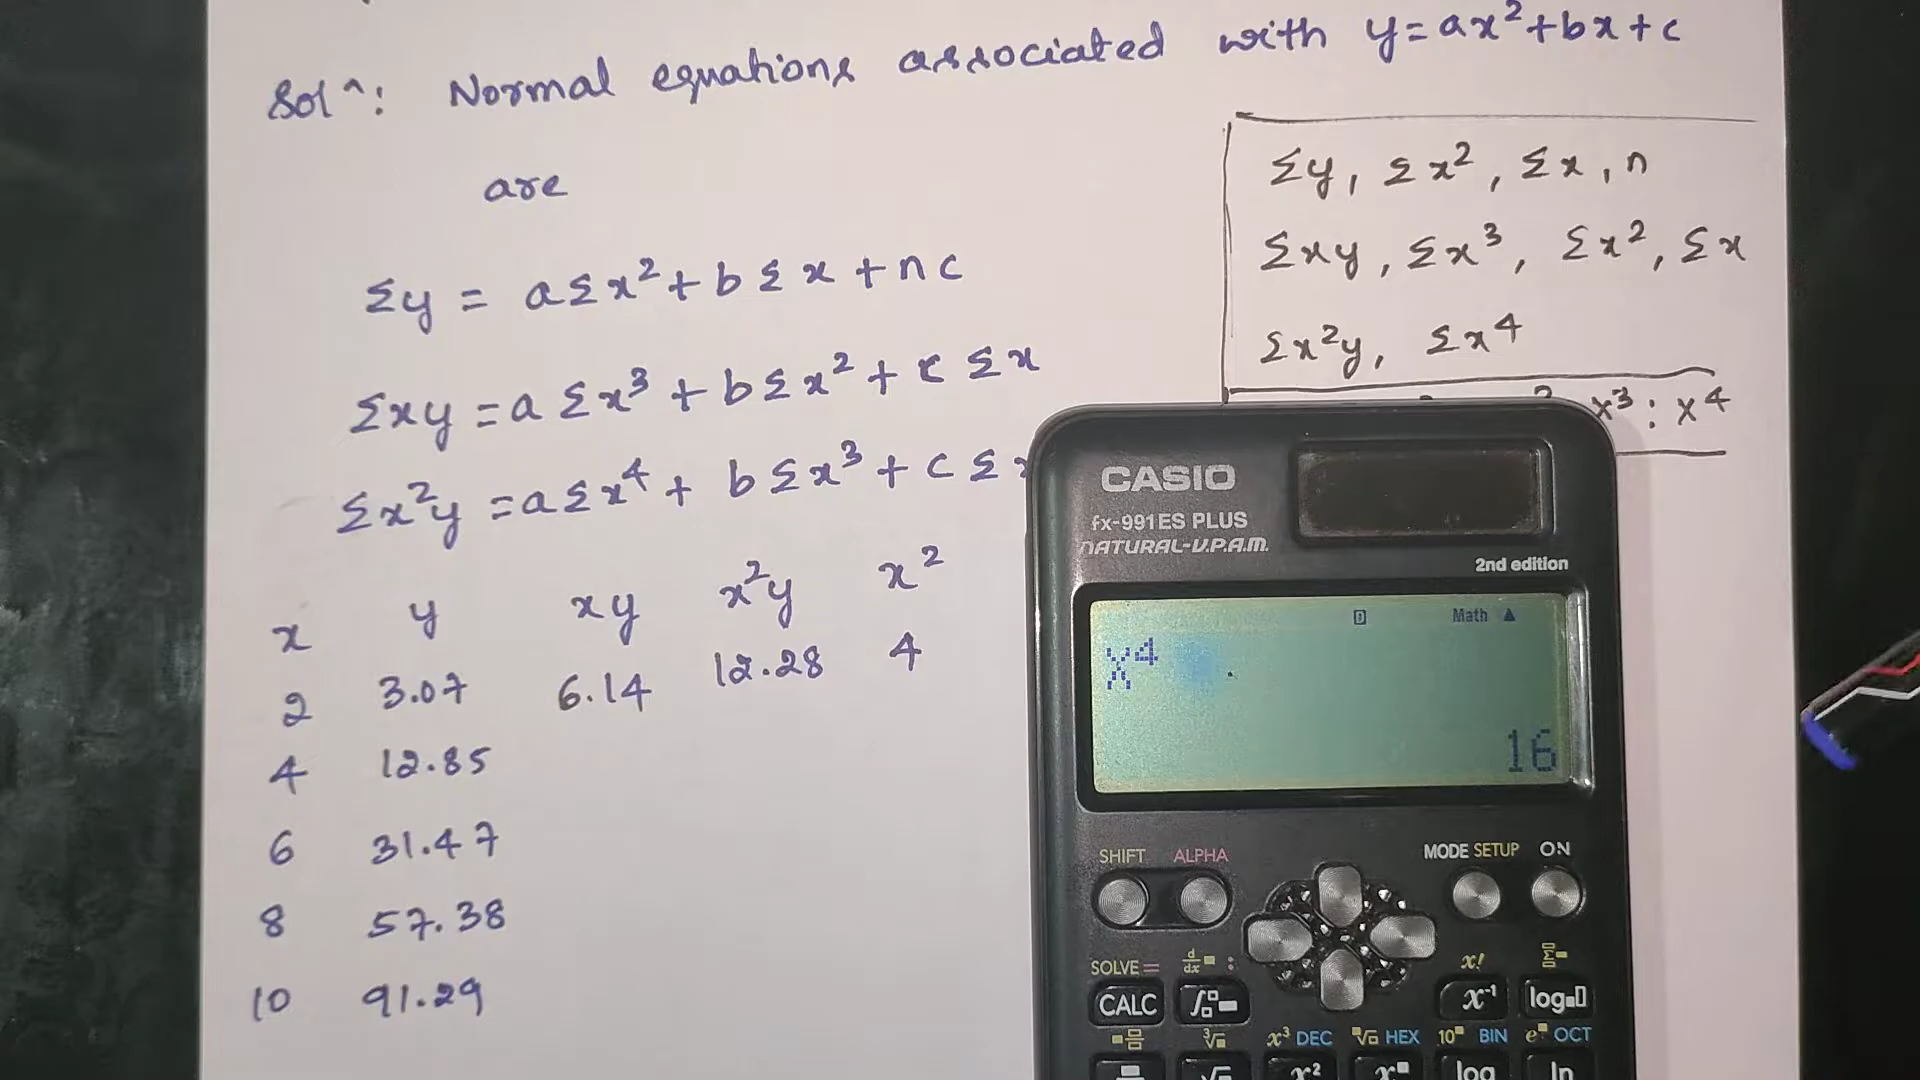 Solⁿ: Normal equations associated with y=ax²+bx+c
are
Σy = aΣx²+bΣx+nc
Σxy =aΣx³+bΣx²+cΣx
Σx²y =aΣx⁴+ bΣx³+cΣ
Σy, Σx², Σx, n
Σxy, Σx³, Σx², Σx
Σx²y, Σx⁴
x³: x⁴
x y xy x²y x²
2 3.07 6.14 12.28 4
4 12.85
6 31.47
8 57.38
10 91.29
CASIO
fx-991ES PLUS
NATURAL-V.P.A.M.
2nd edition
D Math ▲
X⁴
16
SHIFT ALPHA MODE SETUP ON
SOLVE = d/dx : x! Σ
CALC ∫ x⁻¹ log
x³ DEC HEX 10 BIN e OCT
x² x log ln